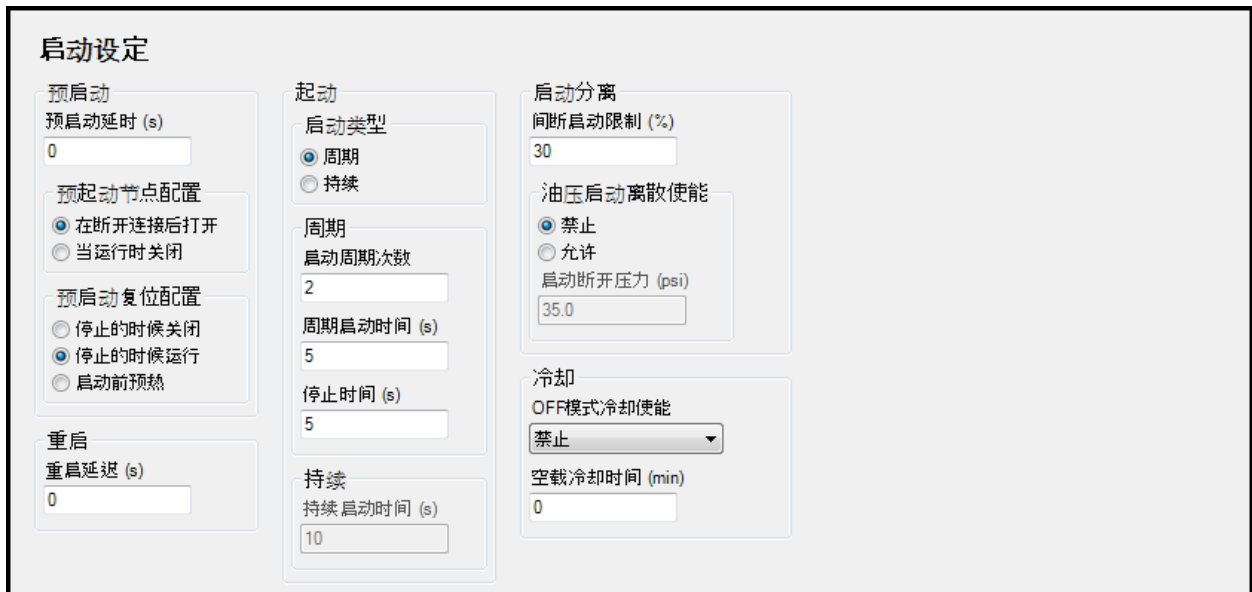 启动设定
预启动
预启动延时 (s)
0
预起动节点配置
在断开连接后打开
当运行时关闭
预启动复位配置
停止的时候关闭
停止的时候运行
启动前预热
重启
重启延迟 (s)
0
起动
启动类型
周期
持续
周期
启动周期次数
2
周期启动时间 (s)
5
停止时间 (s)
5
持续
持续启动时间 (s)
10
启动分离
间断启动限制 (%)
30
油压启动离散使能
禁止
允许
启动断开压力 (psi)
35.0
冷却
OFF模式冷却使能
禁止
空载冷却时间 (min)
0